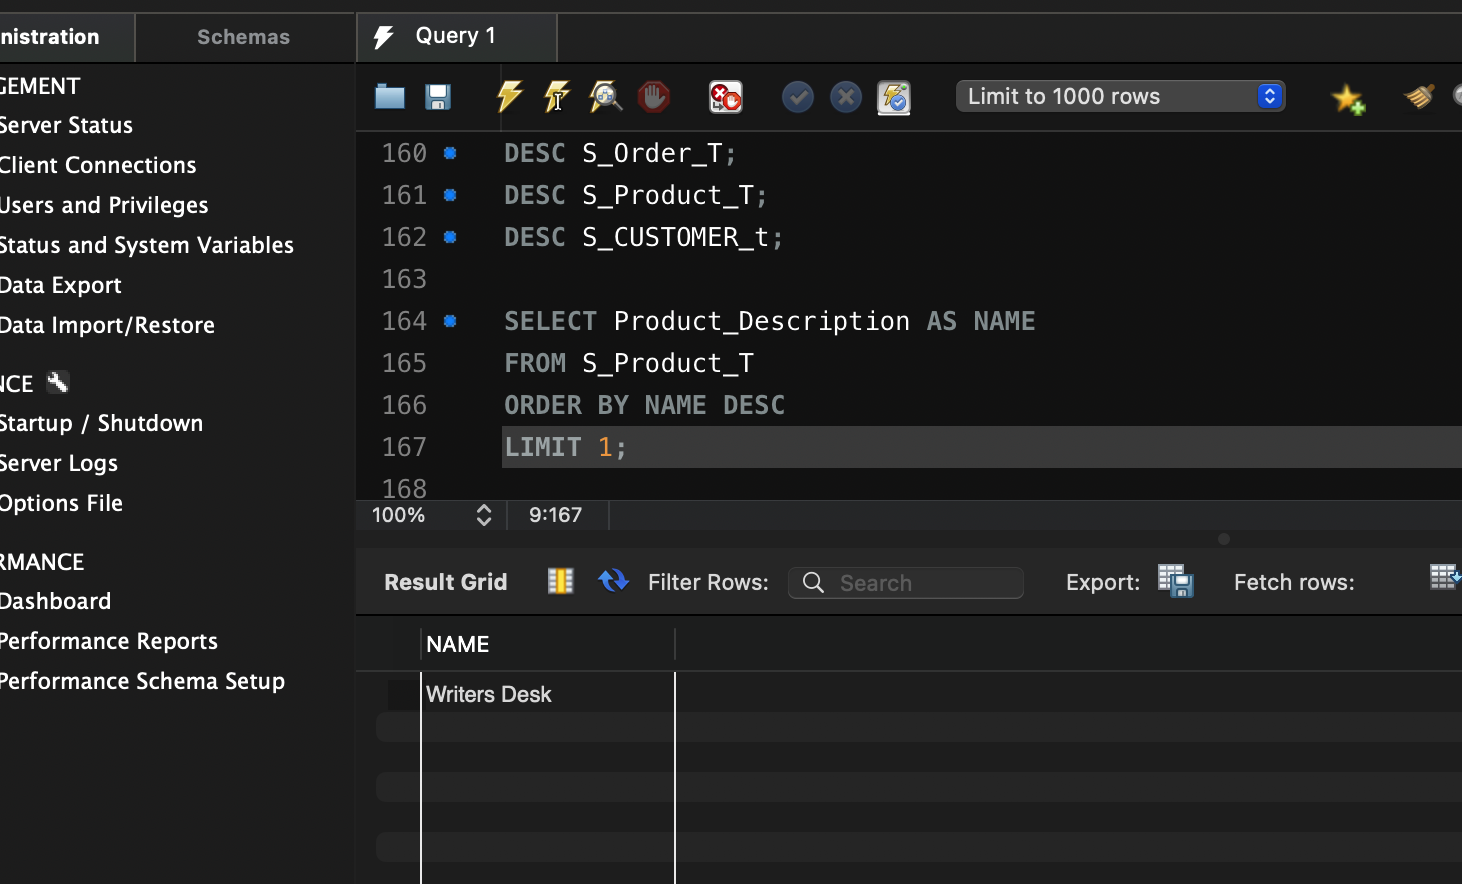 nistration
Schemas
Query 1
GEMENT
Server Status
Client Connections
Users and Privileges
Status and System Variables
Data Export
Data Import/Restore
NCE
Startup / Shutdown
Server Logs
Options File
RMANCE
Dashboard
Performance Reports
Performance Schema Setup
Limit to 1000 rows
160 DESC S_Order_T;
161 DESC S_Product_T;
162 DESC S_CUSTOMER_t;
163
164 SELECT Product_Description AS NAME
165 FROM S_Product_T
166 ORDER BY NAME DESC
167 LIMIT 1;
168
100% 9:167
Result Grid Filter Rows: Search Export: Fetch rows:
NAME
Writers Desk